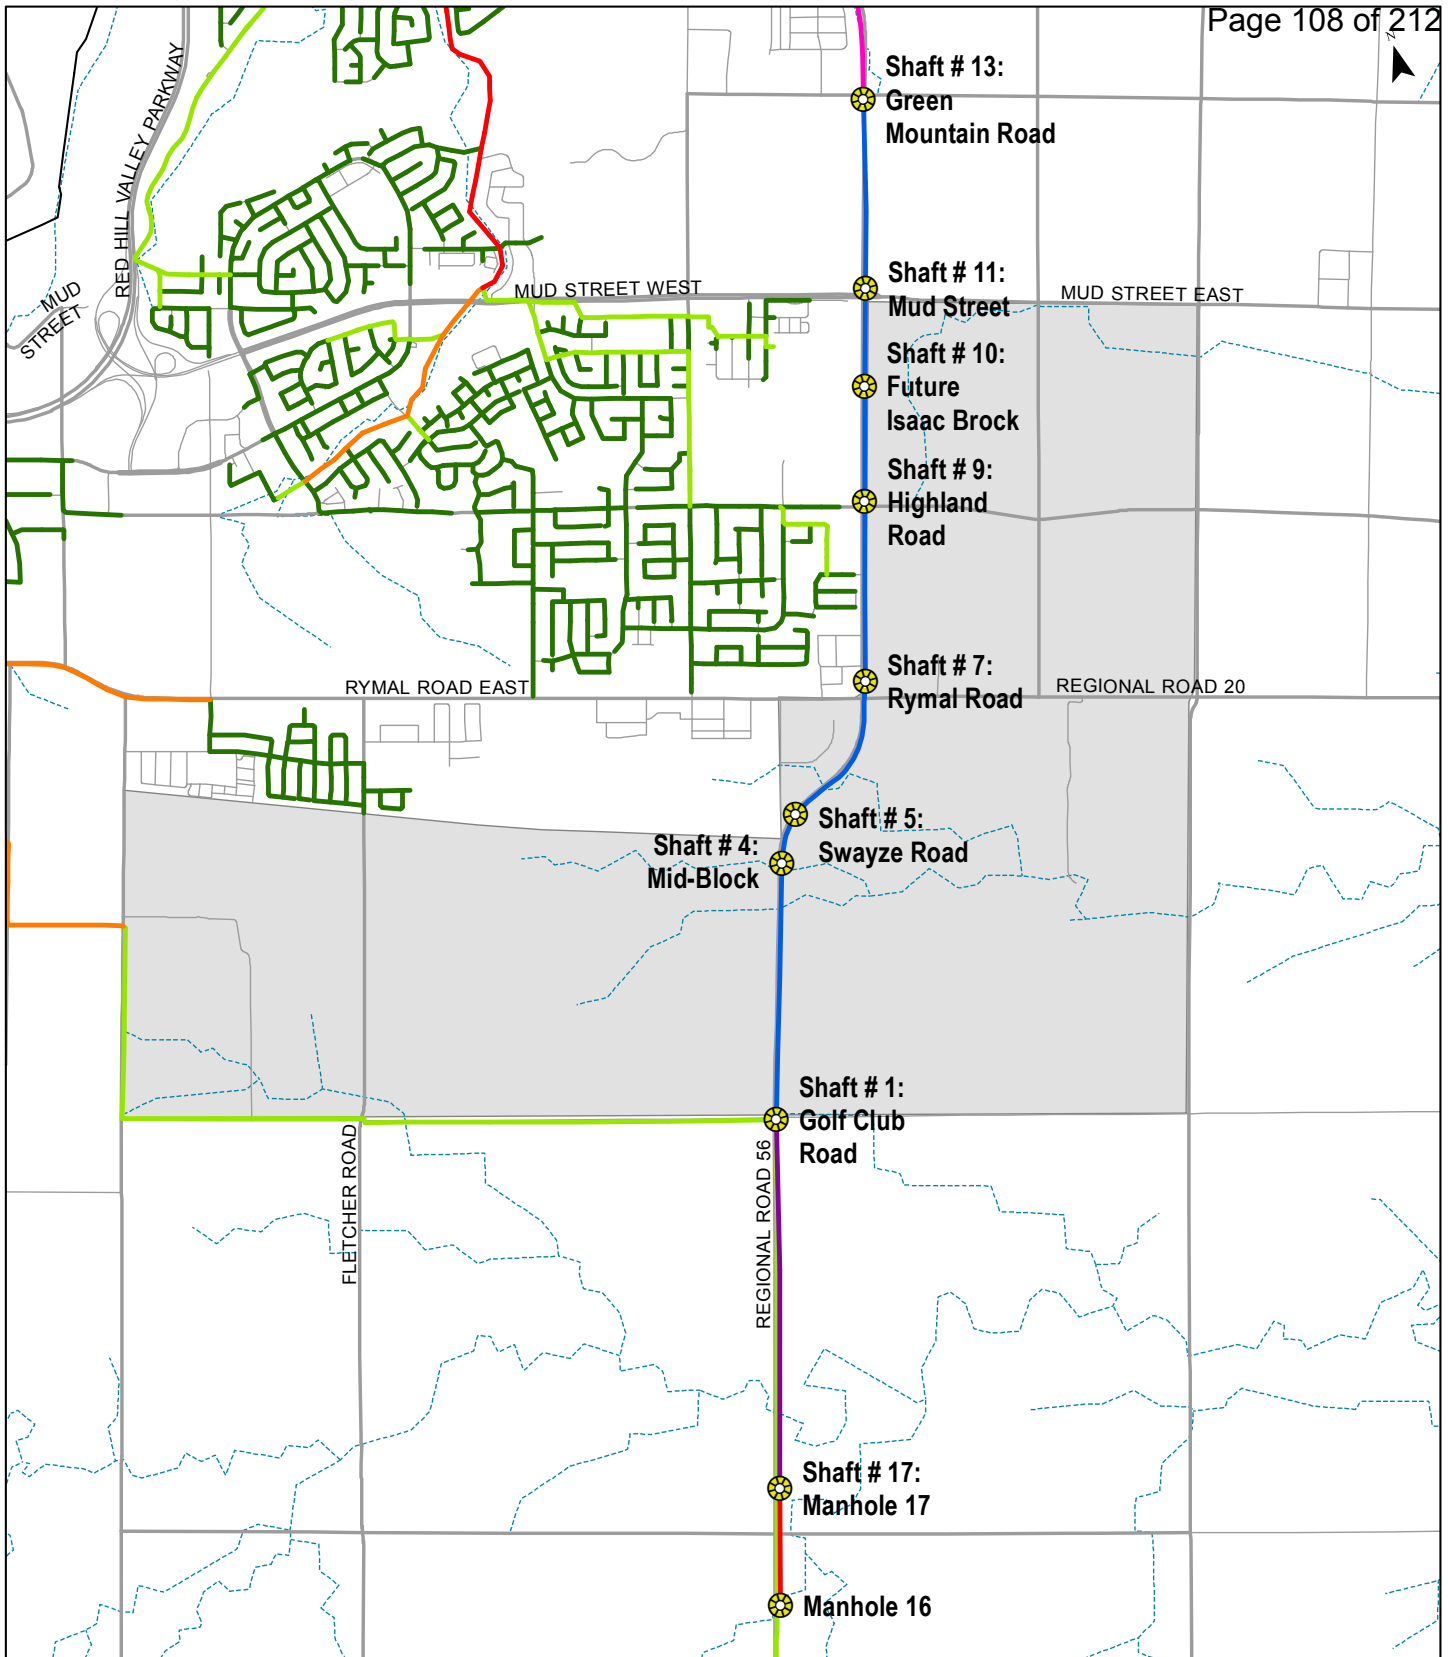 Page 108 of 212
N
Shaft # 13:
Green
Mountain Road
RED HILL VALLEY PARKWAY
MUD
STREET
MUD STREET WEST
Shaft # 11:
Mud Street
MUD STREET EAST
Shaft # 10:
Future
Isaac Brock
Shaft # 9:
Highland
Road
RYMAL ROAD EAST
Shaft # 7:
Rymal Road
REGIONAL ROAD 20
Shaft # 5:
Swayze Road
Shaft # 4:
Mid-Block
Shaft # 1:
Golf Club
Road
FLETCHER ROAD
REGIONAL ROAD 56
Shaft # 17:
Manhole 17
Manhole 16